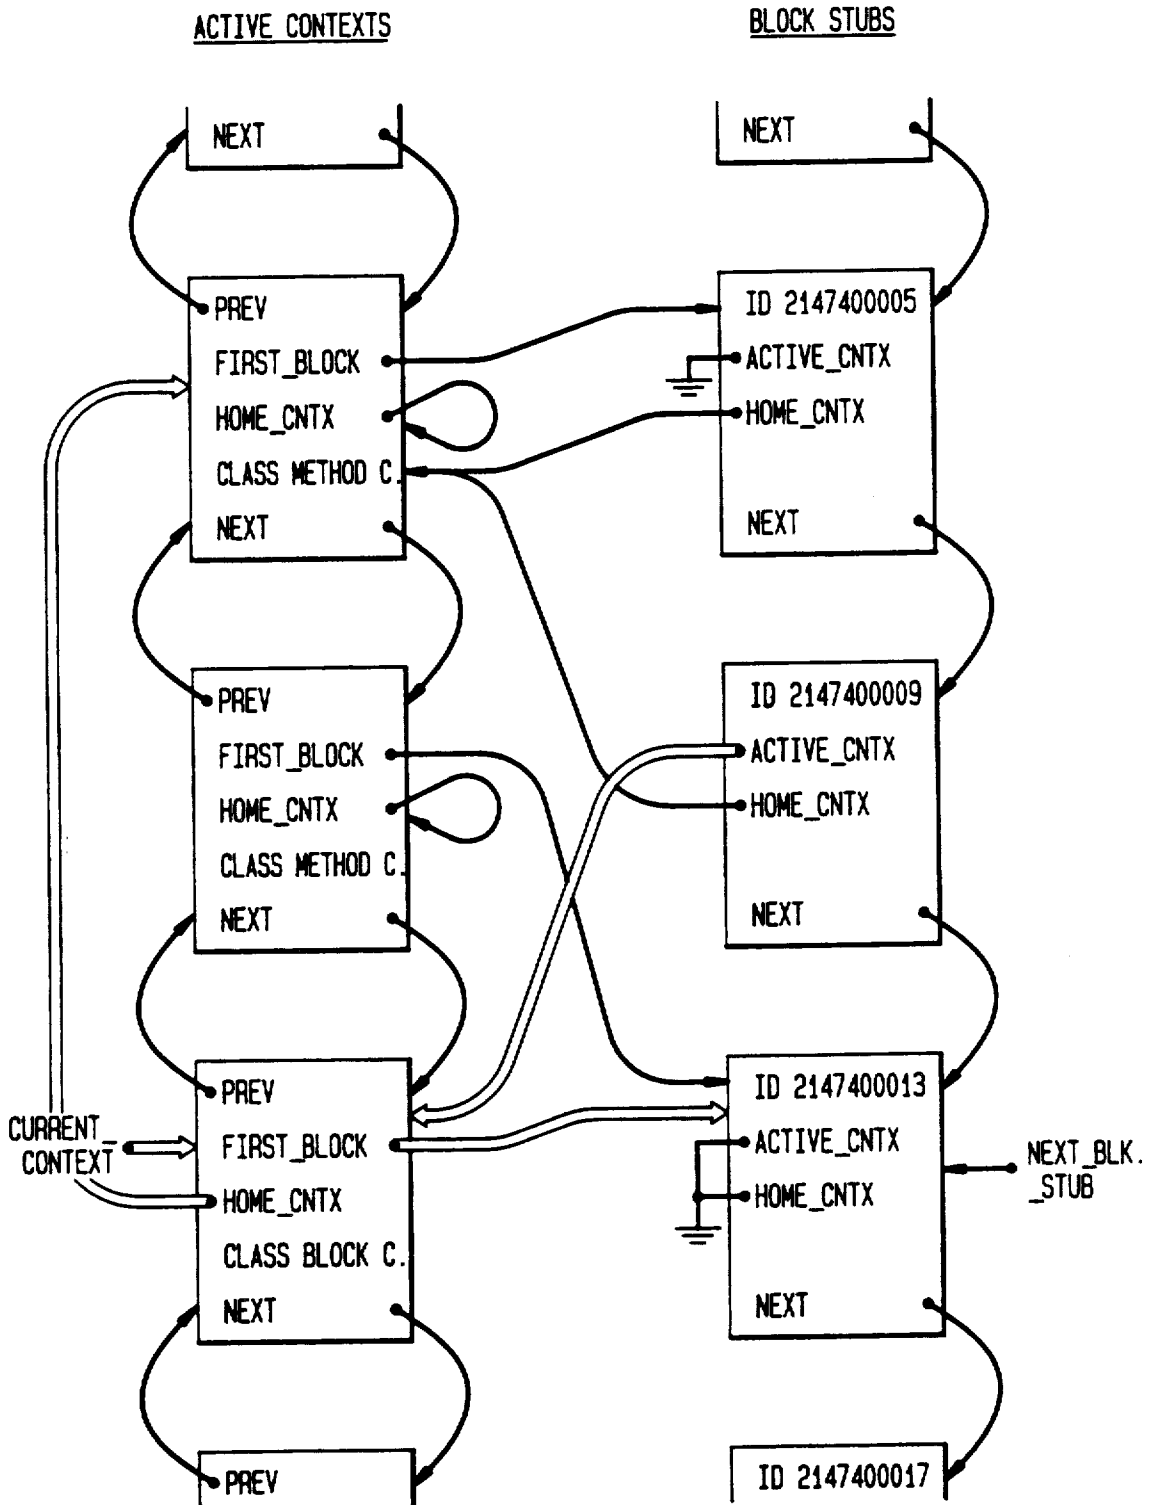 ACTIVE CONTEXTS
BLOCK STUBS
NEXT
NEXT
PREV
FIRST_BLOCK
HOME_CNTX
CLASS METHOD C.
NEXT
ID 2147400005
ACTIVE_CNTX
HOME_CNTX
NEXT
PREV
FIRST_BLOCK
HOME_CNTX
CLASS METHOD C.
NEXT
ID 2147400009
ACTIVE_CNTX
HOME_CNTX
NEXT
CURRENT_
CONTEXT
PREV
FIRST_BLOCK
HOME_CNTX
CLASS BLOCK C.
NEXT
ID 2147400013
ACTIVE_CNTX
HOME_CNTX
NEXT
NEXT_BLK.
_STUB
PREV
ID 2147400017